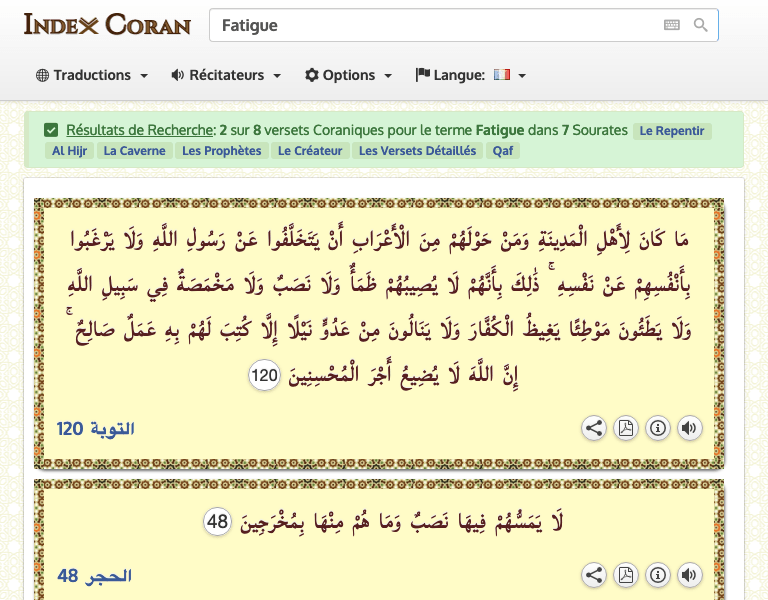 Index Coran
Fatigue
Traductions
Récitateurs
Options
Langue:
Résultats de Recherche: 2 sur 8 versets Coraniques pour le terme Fatigue dans 7 Sourates Le Repentir
Al Hijr La Caverne Les Prophètes Le Créateur Les Versets Détaillés Qaf
مَا كَانَ لِأَهْلِ الْمَدِينَةِ وَمَنْ حَوْلَهُمْ مِنَ الْأَعْرَابِ أَنْ يَتَخَلَّفُوا عَنْ رَسُولِ اللَّهِ وَلَا يَرْغَبُوا
بِأَنْفُسِهِمْ عَنْ نَفْسِهِ ۚ ذَٰلِكَ بِأَنَّهُمْ لَا يُصِيبُهُمْ ظَمَأٌ وَلَا نَصَبٌ وَلَا مَخْمَصَةٌ فِي سَبِيلِ اللَّهِ
وَلَا يَطَئُونَ مَوْطِئًا يَغِيظُ الْكُفَّارَ وَلَا يَنَالُونَ مِنْ عَدُوٍّ نَيْلًا إِلَّا كُتِبَ لَهُمْ بِهِ عَمَلٌ صَالِحٌ ۚ
إِنَّ اللَّهَ لَا يُضِيعُ أَجْرَ الْمُحْسِنِينَ 120
التوبة 120
لَا يَمَسُّهُمْ فِيهَا نَصَبٌ وَمَا هُمْ مِنْهَا بِمُخْرَجِينَ 48
الحجر 48